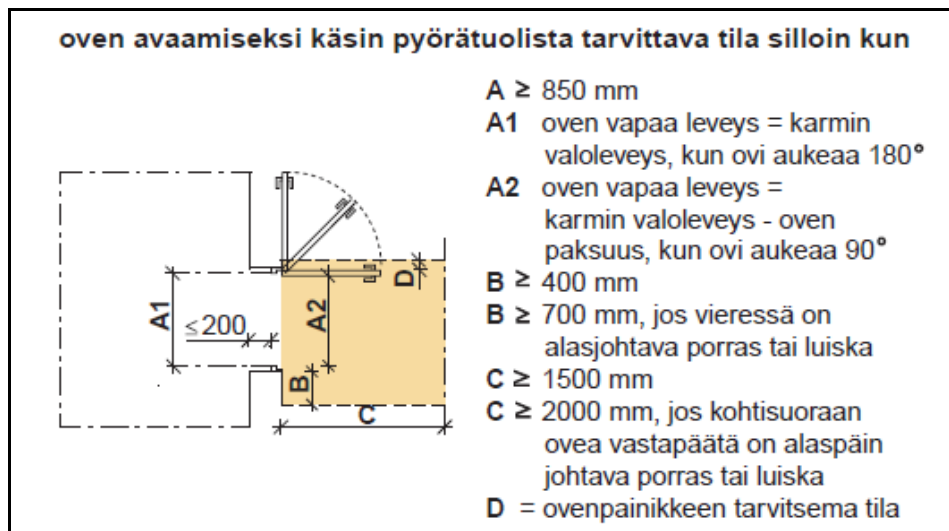 oven avaamiseksi käsin pyörätuolista tarvittava tila silloin kun
A ≥ 850 mm
A1 oven vapaa leveys = karmin
valoleveys, kun ovi aukeaa 180°
A2 oven vapaa leveys =
karmin valoleveys - oven
paksuus, kun ovi aukeaa 90°
B ≥ 400 mm
B ≥ 700 mm, jos vieressä on
alasjohtava porras tai luiska
C ≥ 1500 mm
C ≥ 2000 mm, jos kohtisuoraan
ovea vastapäätä on alaspäin
johtava porras tai luiska
D = ovenpainikkeen tarvitsema tila
D
A1
≤200
A2
B
C